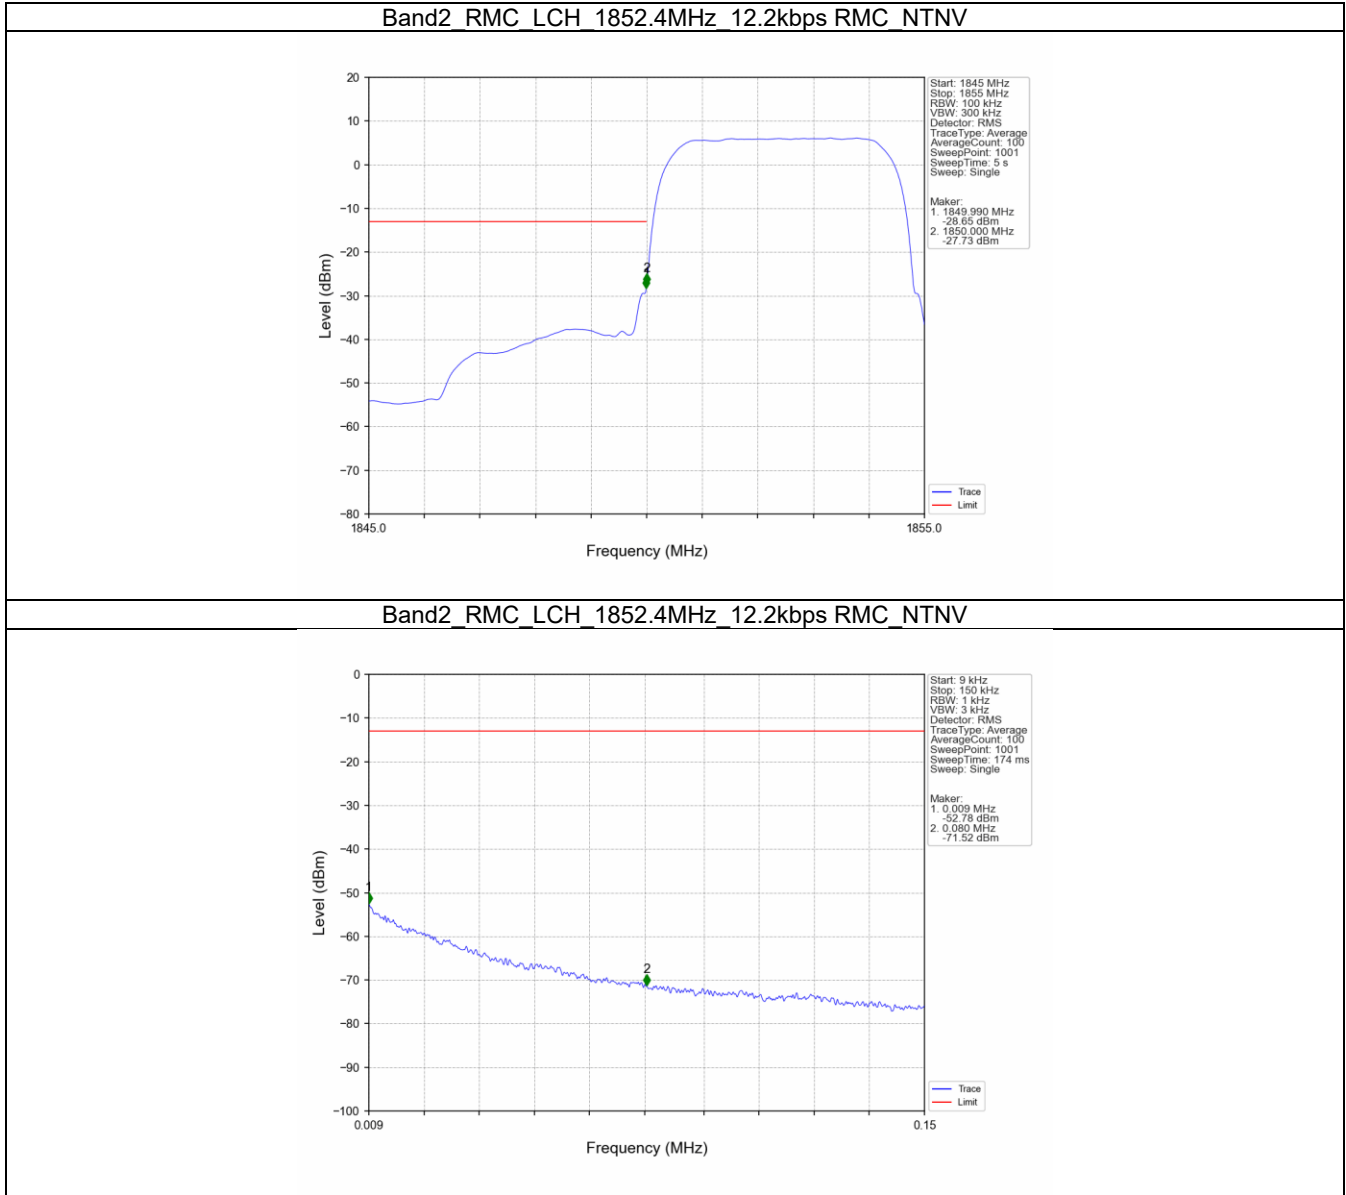 Band2_RMC_LCH_1852.4MHz_12.2kbps RMC_NTNV
20
10
0
−10
−20
−30
−40
−50
−60
−70
−80
Level (dBm)
1845.0
1855.0
Frequency (MHz)
2
Start: 1845 MHz
Stop: 1855 MHz
RBW: 100 kHz
VBW: 300 kHz
Detector: RMS
TraceType: Average
AverageCount: 100
SweepPoint: 1001
SweepTime: 5 s
Sweep: Single
Maker:
1. 1849.990 MHz
-28.65 dBm
2. 1850.000 MHz
-27.73 dBm
Trace
Limit
Band2_RMC_LCH_1852.4MHz_12.2kbps RMC_NTNV
0
−10
−20
−30
−40
−50
−60
−70
−80
−90
−100
Level (dBm)
0.009
0.15
Frequency (MHz)
1
2
Start: 9 kHz
Stop: 150 kHz
RBW: 1 kHz
VBW: 3 kHz
Detector: RMS
TraceType: Average
AverageCount: 100
SweepPoint: 1001
SweepTime: 174 ms
Sweep: Single
Maker:
1. 0.009 MHz
-52.78 dBm
2. 0.080 MHz
-71.52 dBm
Trace
Limit